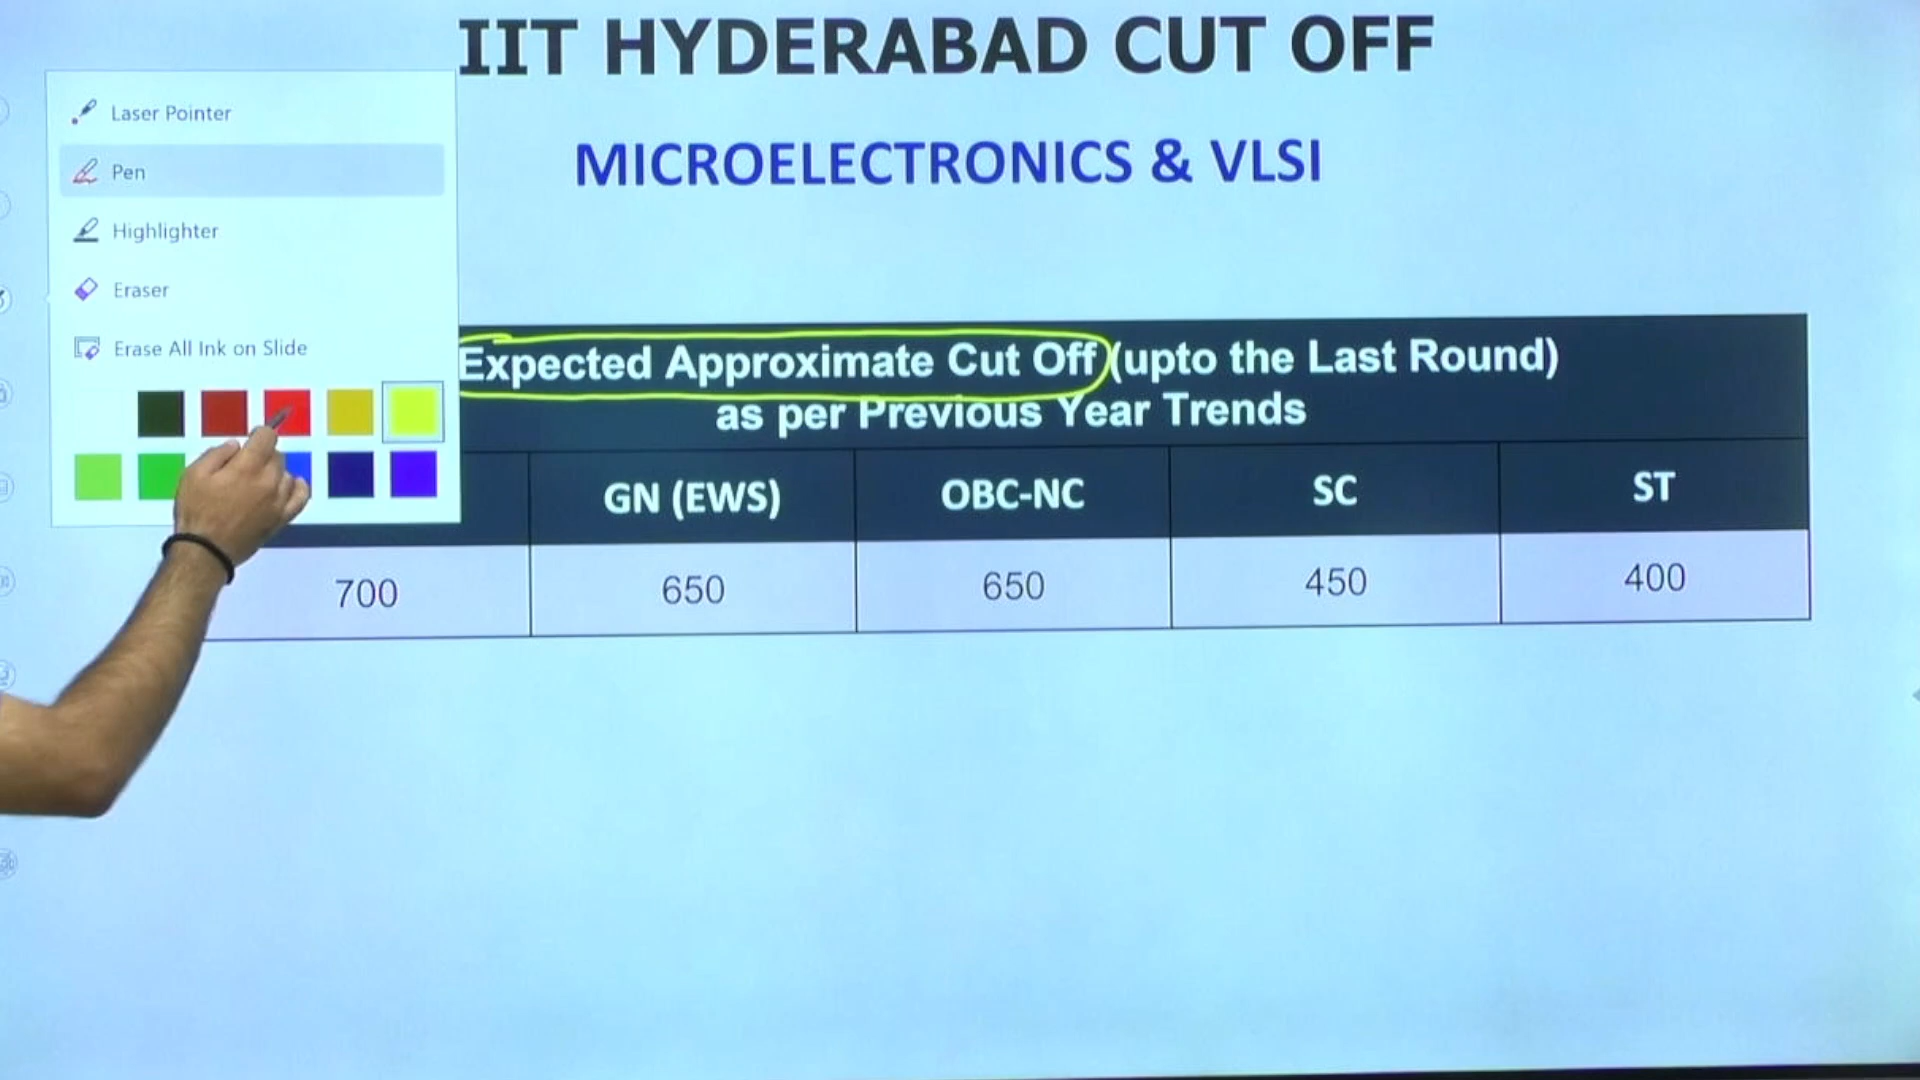 IIT HYDERABAD CUT OFF
MICROELECTRONICS & VLSI
Laser Pointer
Pen
Highlighter
Eraser
Erase All Ink on Slide
Expected Approximate Cut Off (upto the Last Round)
as per Previous Year Trends
GN (EWS) OBC-NC SC ST
700 650 650 450 400